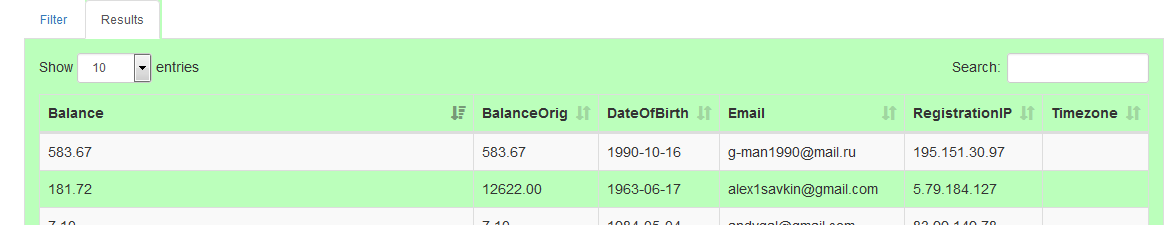 Filter Results
Show 10 entries Search:
Balance BalanceOrig DateOfBirth Email RegistrationIP Timezone
583.67 583.67 1990-10-16 g-man1990@mail.ru 195.151.30.97
181.72 12622.00 1963-06-17 alex1savkin@gmail.com 5.79.184.127